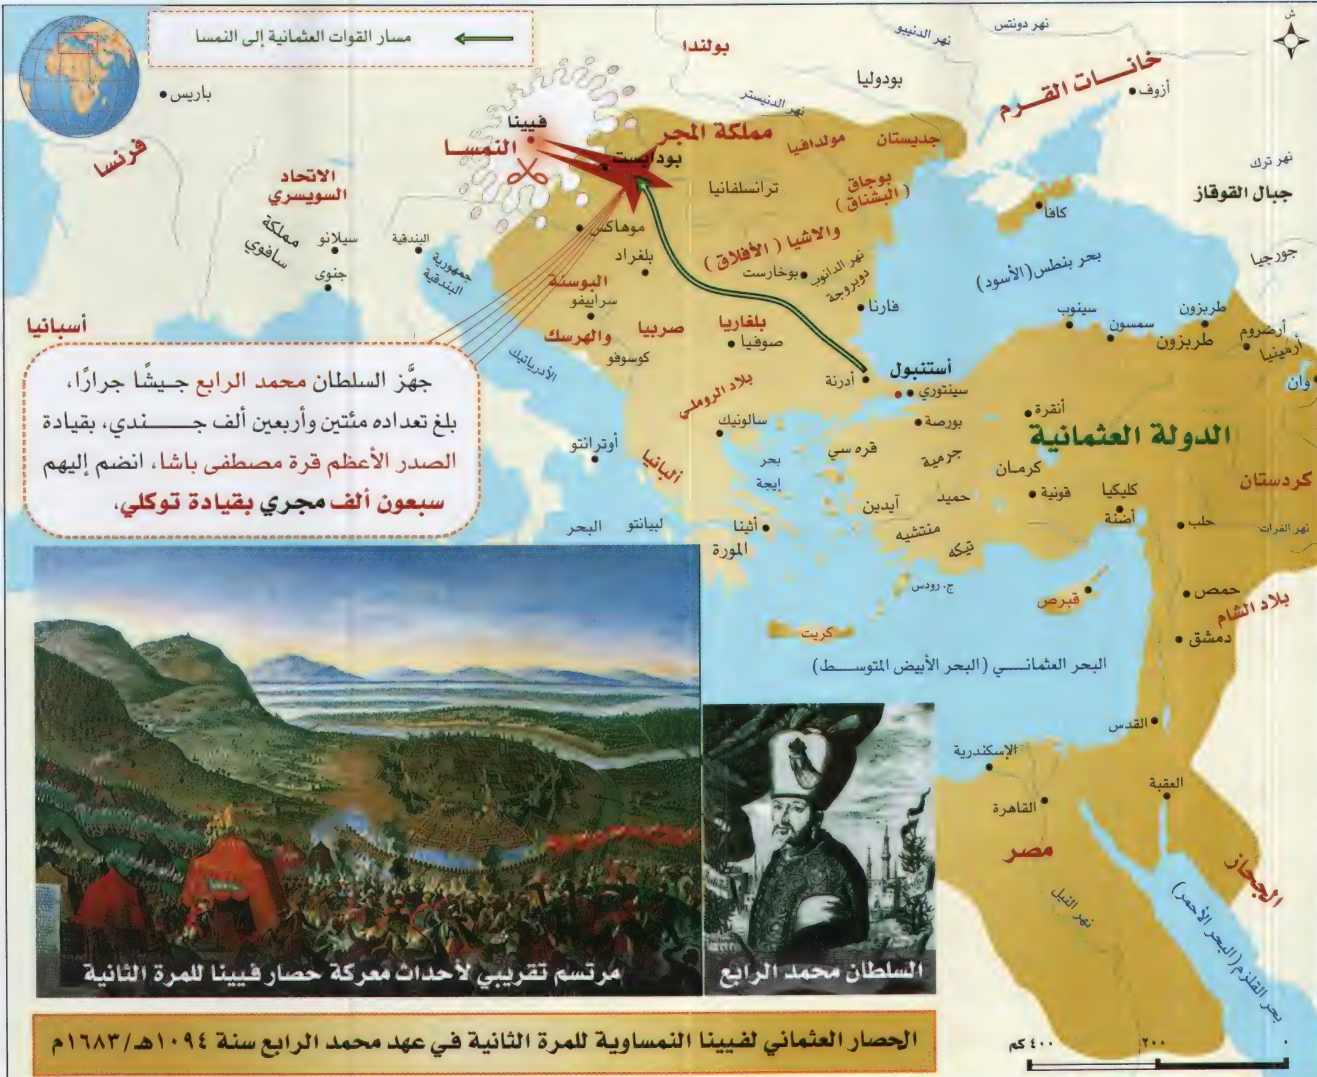 ش
مسار القوات العثمانية إلى النمسا
نهر دونتس
نهر الدنيبو
بولندا
بودوليا
خانات القرم
أزوف
باريس
نهر الدنيستر
فيينا
النمسا
مملكة المجر
بودابست
مولدافيا
جديستان
فرنسا
الاتحاد
السويسري
نهر ترك
جبال القوقاز
ترانسلفانيا
بوجاق
(البشناق)
كافا
مملكة
سافوي
سيلانو
جنوى
البندقية
جمهورية
البندقية
موهاكس
بلغراد
والاشيا (الأفلاق)
بوخارست
نهر الدانوب
دوبروجة
فارنا
بحر بنطس (الأسود)
جورجيا
البوسنة
سراييفو
والهرسك
صربيا
كوسوفو
بلغاريا
صوفيا
سينوب
سمسون
طربزون
طربزون
أرضروم
أرمينيا
وان
أسبانيا
الأدرياتيك
أدرنة
أستنبول
سينتوري
بلاد الروملي
سالونيك
بورصة
أنقرة
الدولة العثمانية
جهَّز السلطان محمد الرابع جيشًا جرارًا،
بلغ تعداده مئتين وأربعين ألف جندي، بقيادة
الصدر الأعظم قرة مصطفى باشا، انضم إليهم
سبعون ألف مجري بقيادة توكلي.
أوترانتو
ألبانيا
بحر
إيجة
قره سي
جرمية
كرمان
كردستان
آيدين
حميد
قونية
كليكيا
أضنة
حلب
نهر الفرات
البحر
ليبانتو
أثينا
المورة
منتشيه
تيكه
ج. رودس
قبرص
حمص
بلاد الشام
دمشق
كريت
البحر العثماني (البحر الأبيض المتوسط)
القدس
الإسكندرية
القاهرة
العقبة
مصر
الحجاز
نهر النيل
بحر القلزم (البحر الأحمر)
مرتسم تقريبي لأحداث معركة حصار فيينا للمرة الثانية
السلطان محمد الرابع
الحصار العثماني لفيينا النمساوية للمرة الثانية في عهد محمد الرابع سنة ١٠٩٤هـ/١٦٨٣م
٠ ٢٠٠ ٤٠٠ كم